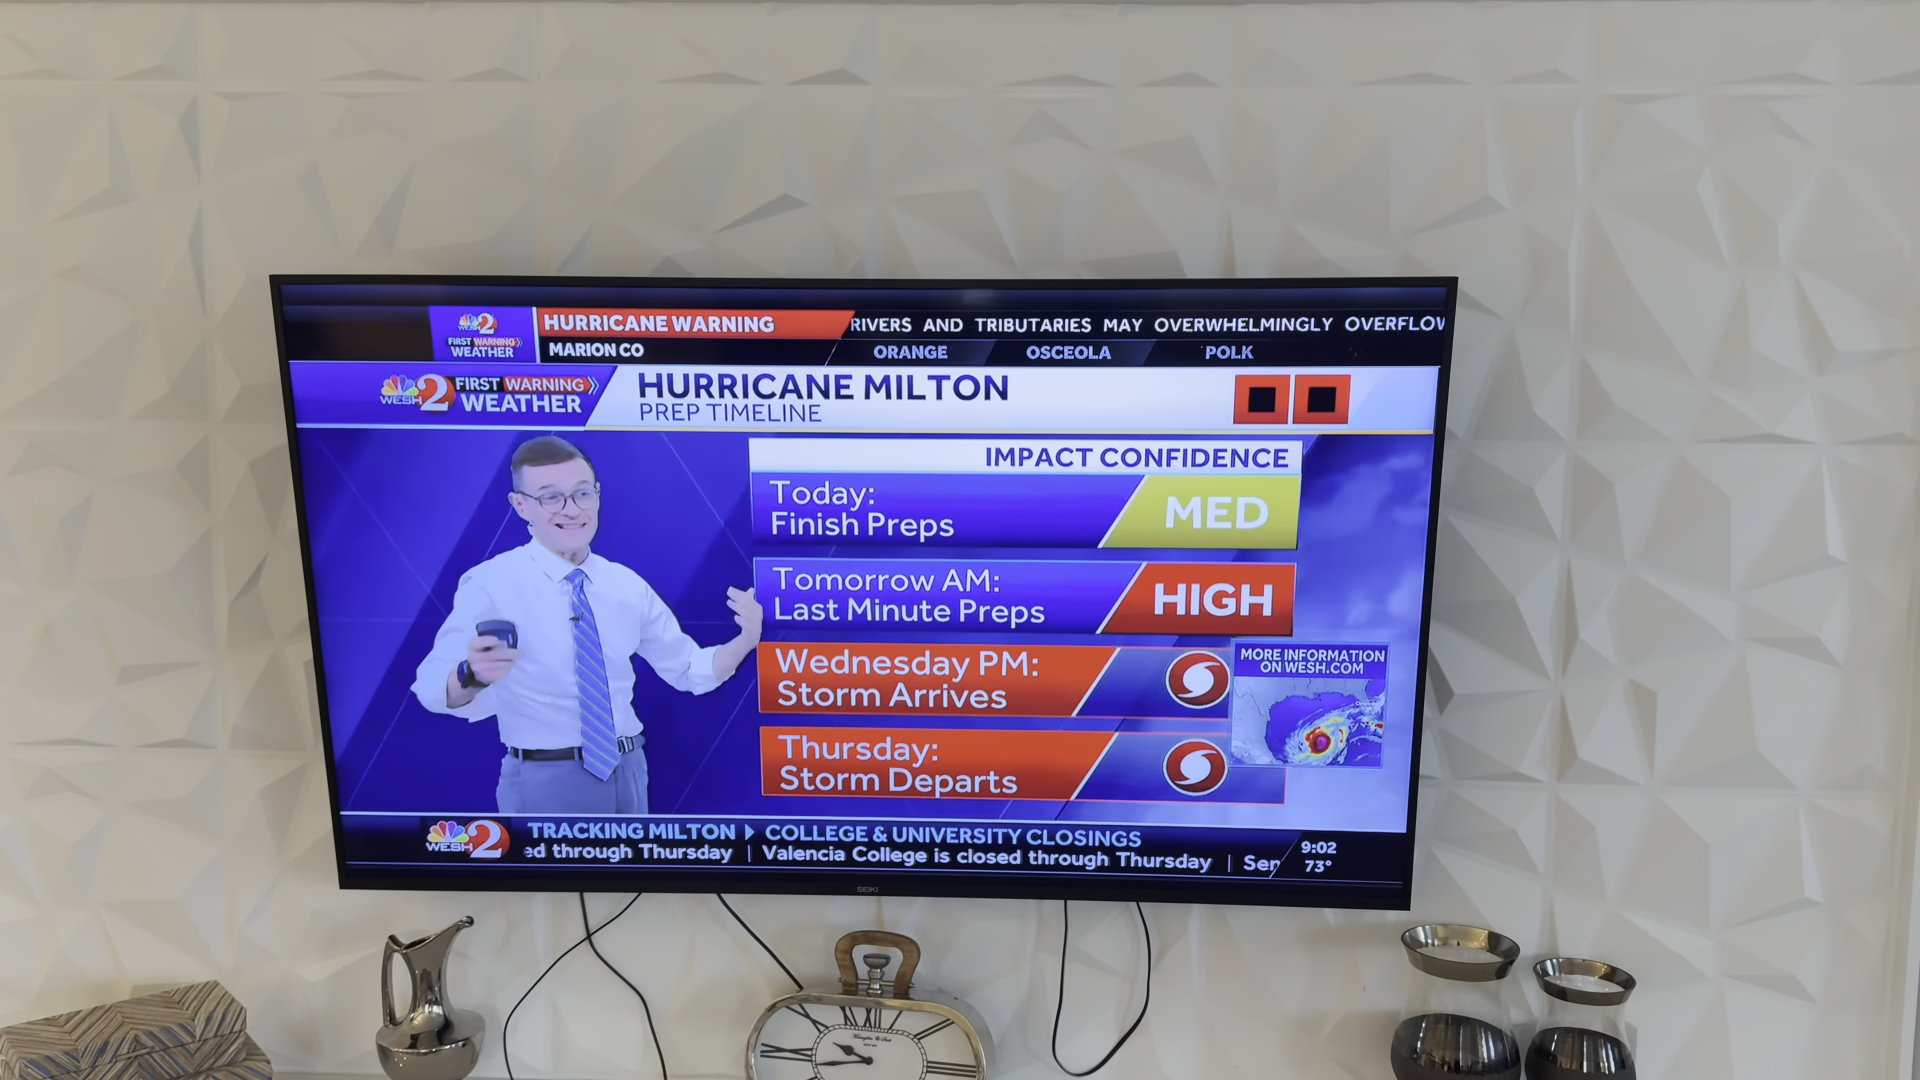 2
FIRST WARNING
WEATHER
HURRICANE WARNING
RIVERS AND TRIBUTARIES MAY OVERWHELMINGLY OVERFLOW
MARION CO
ORANGE
OSCEOLA
POLK
WESH 2
FIRST WARNING
WEATHER
HURRICANE MILTON
PREP TIMELINE
IMPACT CONFIDENCE
Today:
Finish Preps
MED
Tomorrow AM:
Last Minute Preps
HIGH
Wednesday PM:
Storm Arrives
MORE INFORMATION
ON WESH.COM
Thursday:
Storm Departs
WESH 2
TRACKING MILTON
COLLEGE & UNIVERSITY CLOSINGS
ed through Thursday | Valencia College is closed through Thursday |
9:02
73°
SEIKI